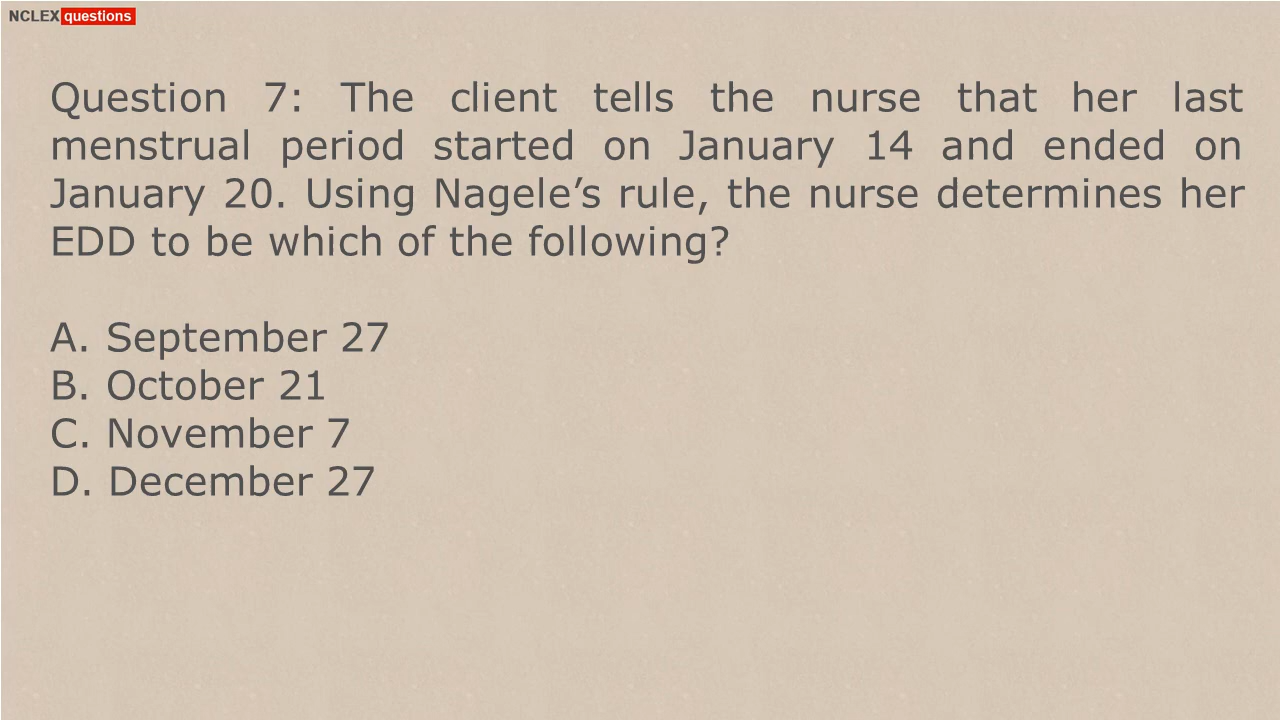 NCLEX questions
Question 7: The client tells the nurse that her last
menstrual period started on January 14 and ended on
January 20. Using Nagele’s rule, the nurse determines her
EDD to be which of the following?
A. September 27
B. October 21
C. November 7
D. December 27